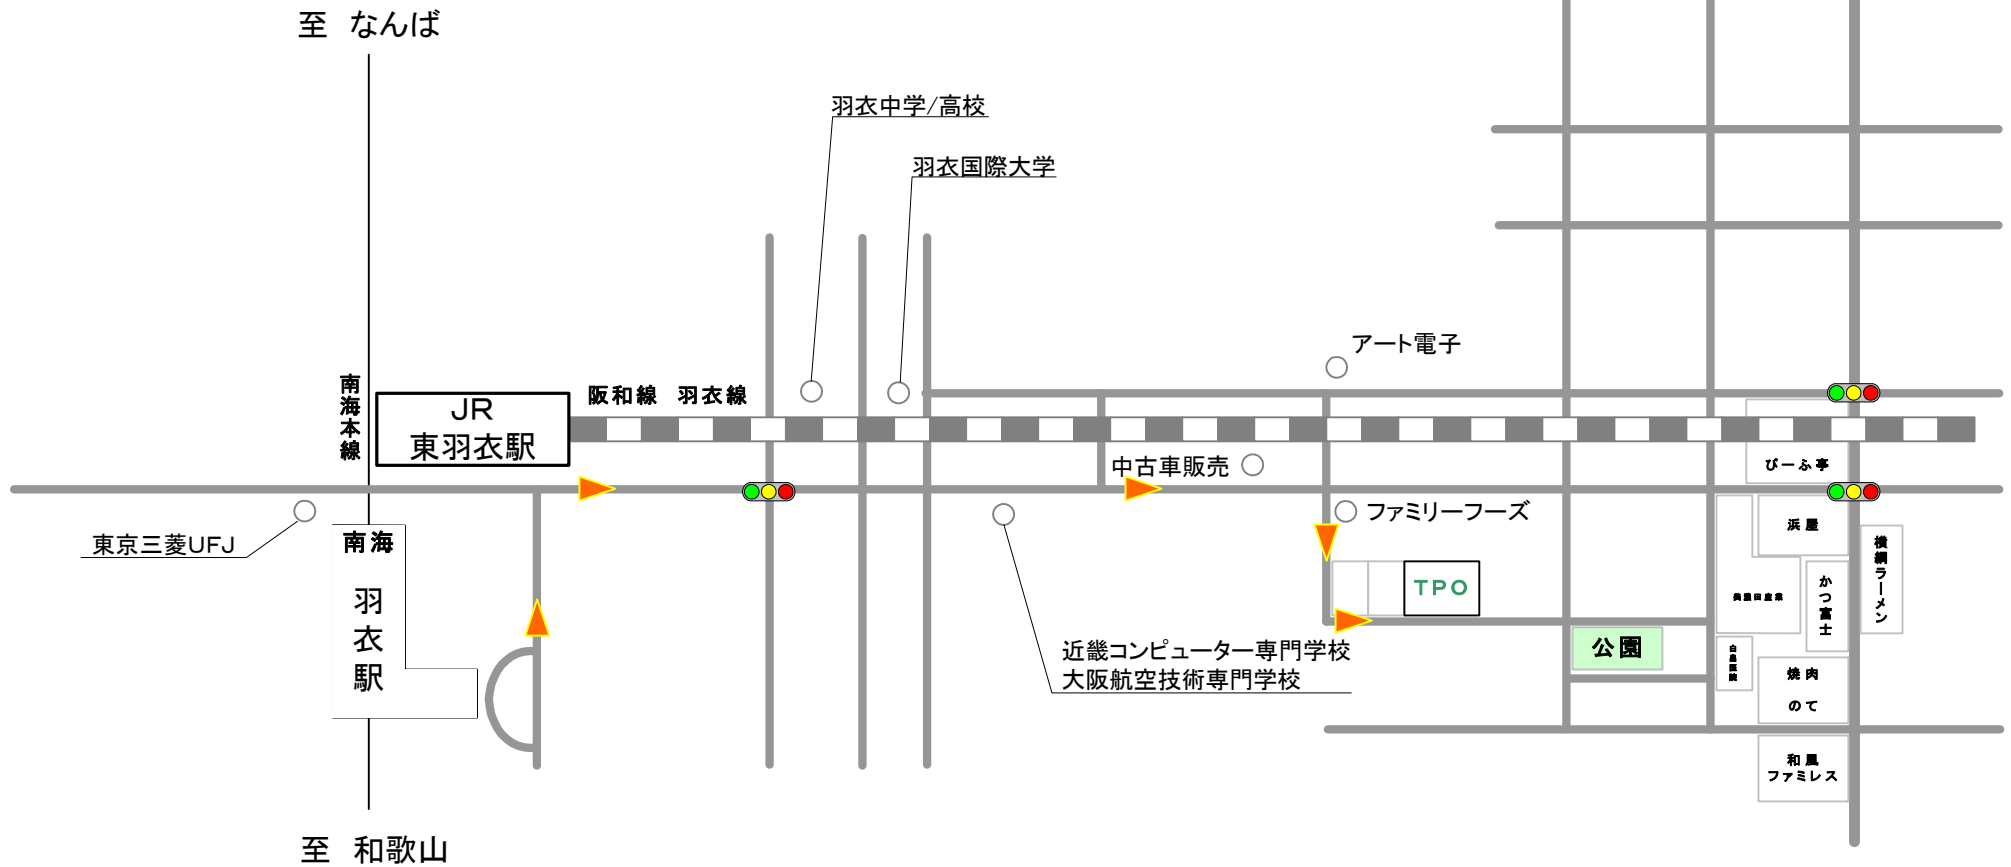 至 なんば
羽衣中学/高校
羽衣国際大学
アート電子
南海本線
JR
東羽衣駅
阪和線 羽衣線
中古車販売
びーふ亭
東京三菱UFJ
南海
羽衣駅
ファミリーフーズ
浜屋
横綱ラーメン
TPO
かつ富士
公園
近畿コンピューター専門学校
大阪航空技術専門学校
焼肉
のて
和風
ファミレス
至 和歌山